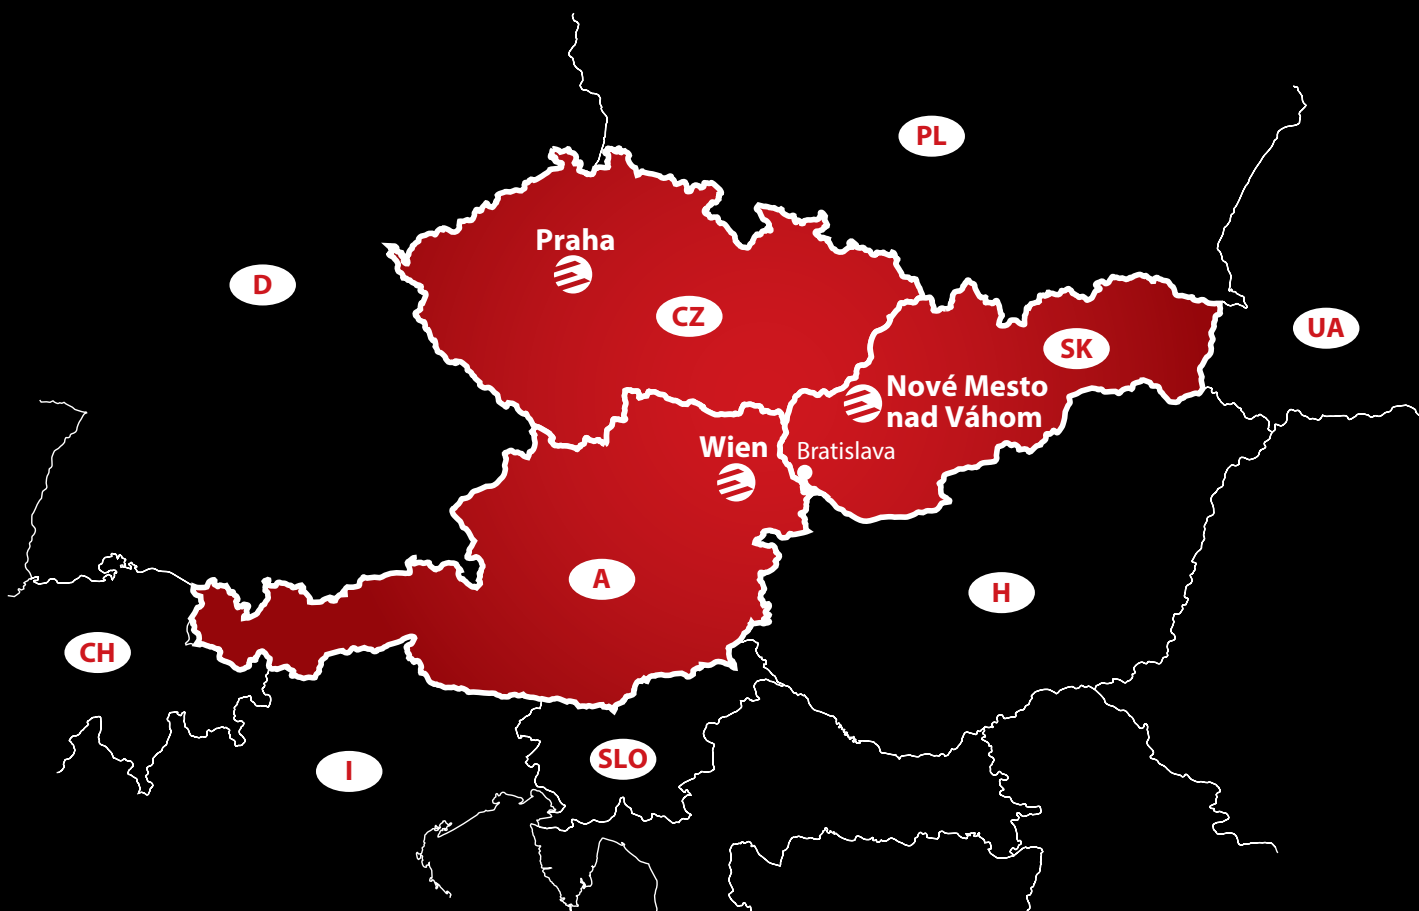 PL
Praha
D
CZ
UA
SK
Nové Mesto
nad Váhom
Wien
Bratislava
A
H
CH
SLO
I